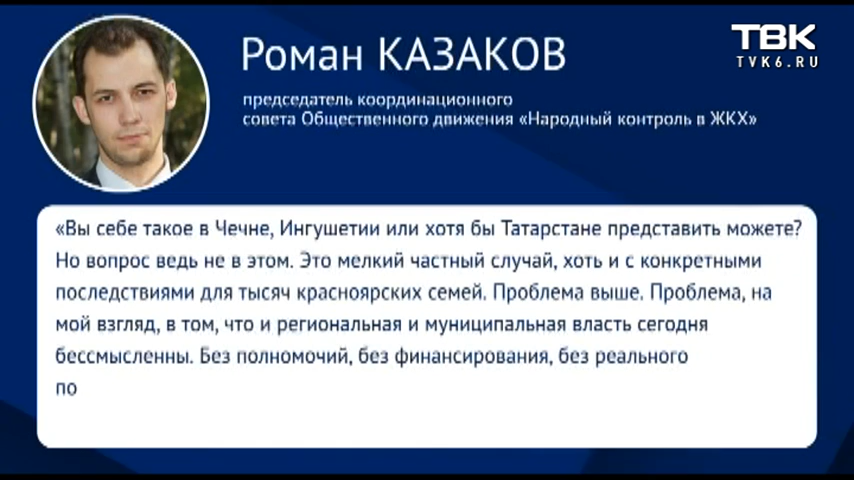 ТВК
TVK6.RU
Роман КАЗАКОВ
председатель координационного
совета Общественного движения «Народный контроль в ЖКХ»
«Вы себе такое в Чечне, Ингушетии или хотя бы Татарстане представить можете?
Но вопрос ведь не в этом. Это мелкий частный случай, хоть и с конкретными
последствиями для тысяч красноярских семей. Проблема выше. Проблема, на
мой взгляд, в том, что и региональная и муниципальная власть сегодня
бессмысленны. Без полномочий, без финансирования, без реального
по